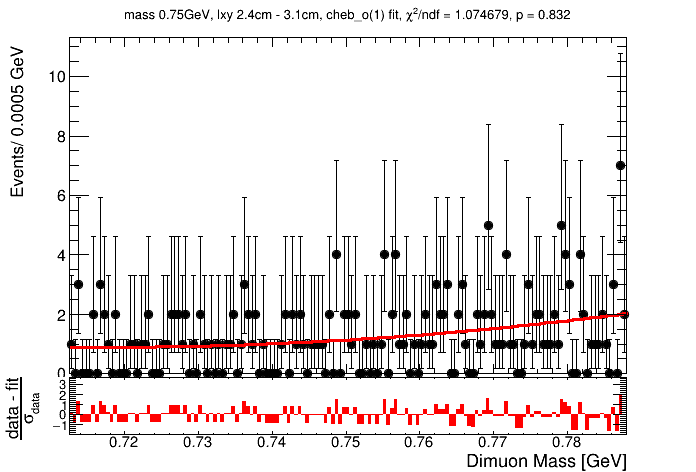 mass 0.75GeV, lxy 2.4cm - 3.1cm, cheb_o(1) fit, χ²/ndf = 1.074679, p = 0.832
Events/ 0.0005 GeV
10
8
6
4
2
0
data - fit
σdata
3
2
1
0
−1
0.72 0.73 0.74 0.75 0.76 0.77 0.78
Dimuon Mass [GeV]